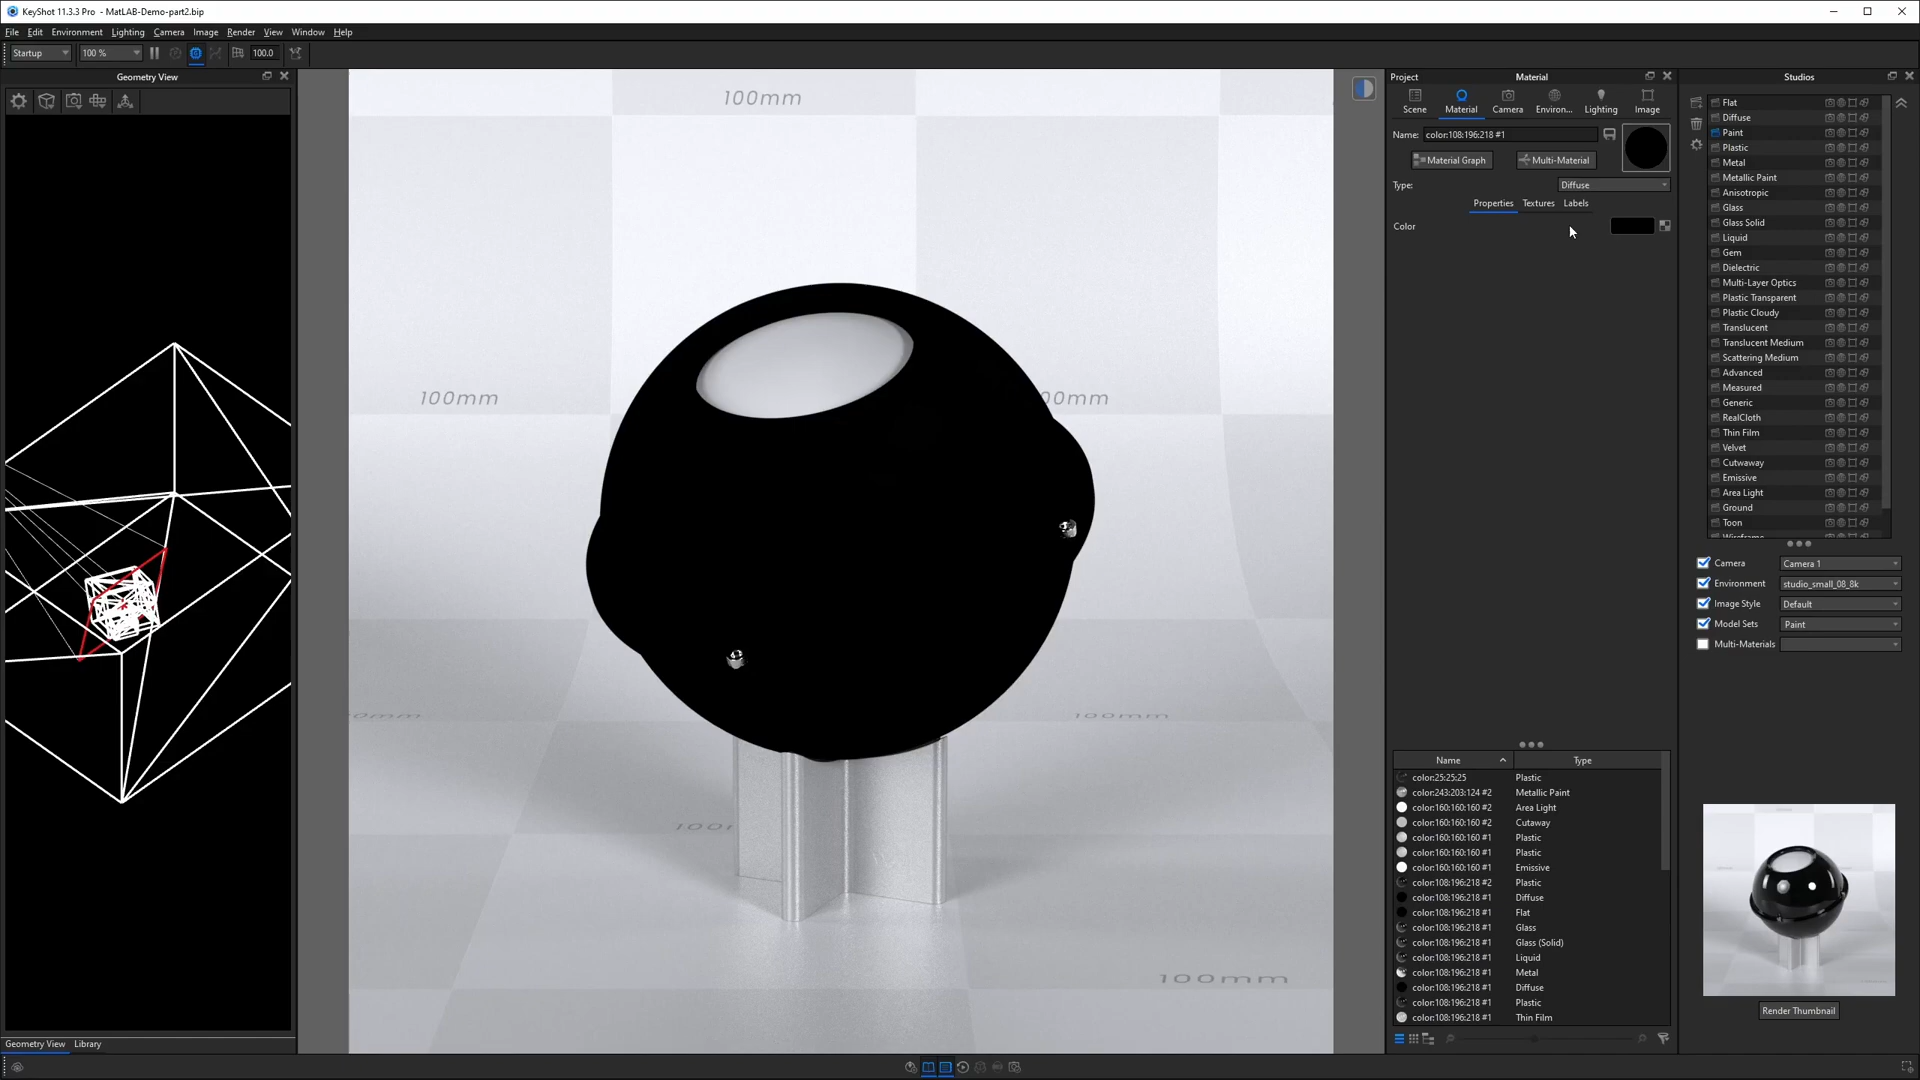 KeyShot 11.3.3 Pro - MatLAB-Demo-part2.bip
File Edit Environment Lighting Camera Image Render View Window Help
Startup 100 % 100.0
Geometry View
Geometry View Library
100mm
100mm
00mm
0mm
100mm
100
100mm
Project Material
Scene Material Camera Environ... Lighting Image
Name: color:108:196:218 #1
Material Graph Multi-Material
Type: Diffuse
Properties Textures Labels
Color
Name Type
color:25:25:25 Plastic
color:243:203:124 #2 Metallic Paint
color:160:160:160 #2 Area Light
color:160:160:160 #2 Cutaway
color:160:160:160 #1 Plastic
color:160:160:160 #1 Plastic
color:160:160:160 #1 Emissive
color:108:196:218 #2 Plastic
color:108:196:218 #1 Diffuse
color:108:196:218 #1 Flat
color:108:196:218 #1 Glass
color:108:196:218 #1 Glass (Solid)
color:108:196:218 #1 Liquid
color:108:196:218 #1 Metal
color:108:196:218 #1 Diffuse
color:108:196:218 #1 Plastic
color:108:196:218 #1 Thin Film
Studios
Flat
Diffuse
Paint
Plastic
Metal
Metallic Paint
Anisotropic
Glass
Glass Solid
Liquid
Gem
Dielectric
Multi-Layer Optics
Plastic Transparent
Plastic Cloudy
Translucent
Translucent Medium
Scattering Medium
Advanced
Measured
Generic
RealCloth
Thin Film
Velvet
Cutwaway
Emissive
Area Light
Ground
Toon
Wireframe
Camera Camera 1
Environment studio_small_08_8k
Image Style Default
Model Sets Paint
Multi-Materials
Render Thumbnail